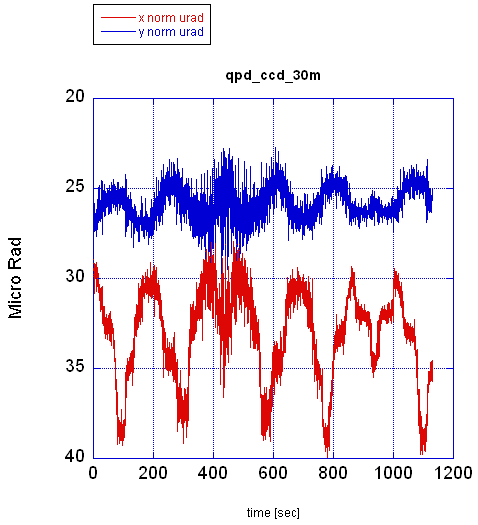 x norm urad
y norm urad
qpd_ccd_30m
20
25
30
35
40
Micro Rad
0 200 400 600 800 1000 1200
time [sec]